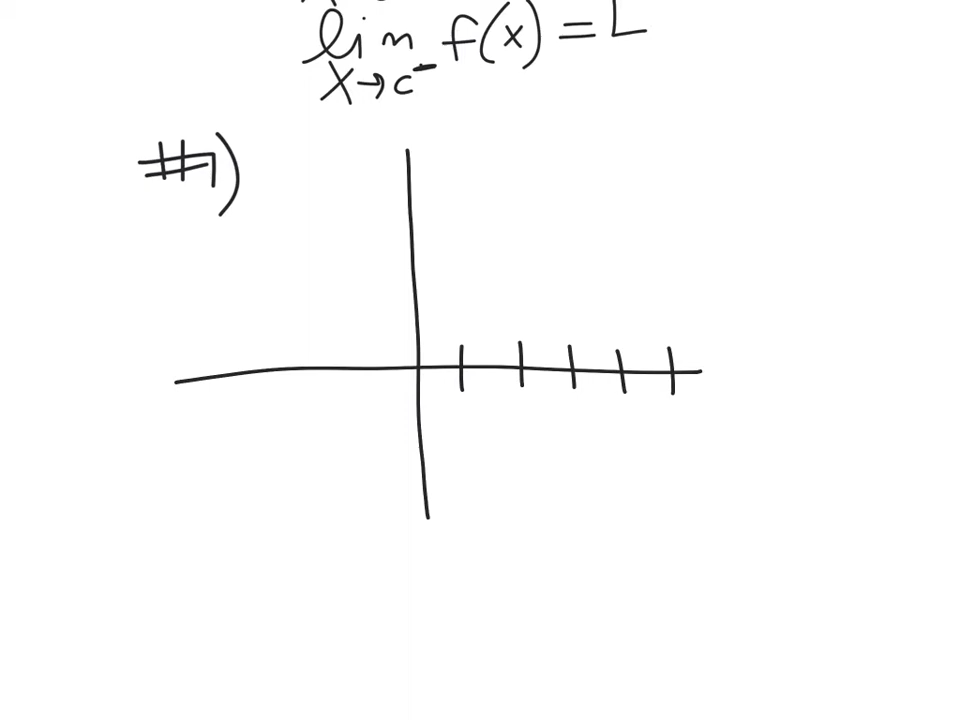 lim f(x) = L
x→c⁻
#7)